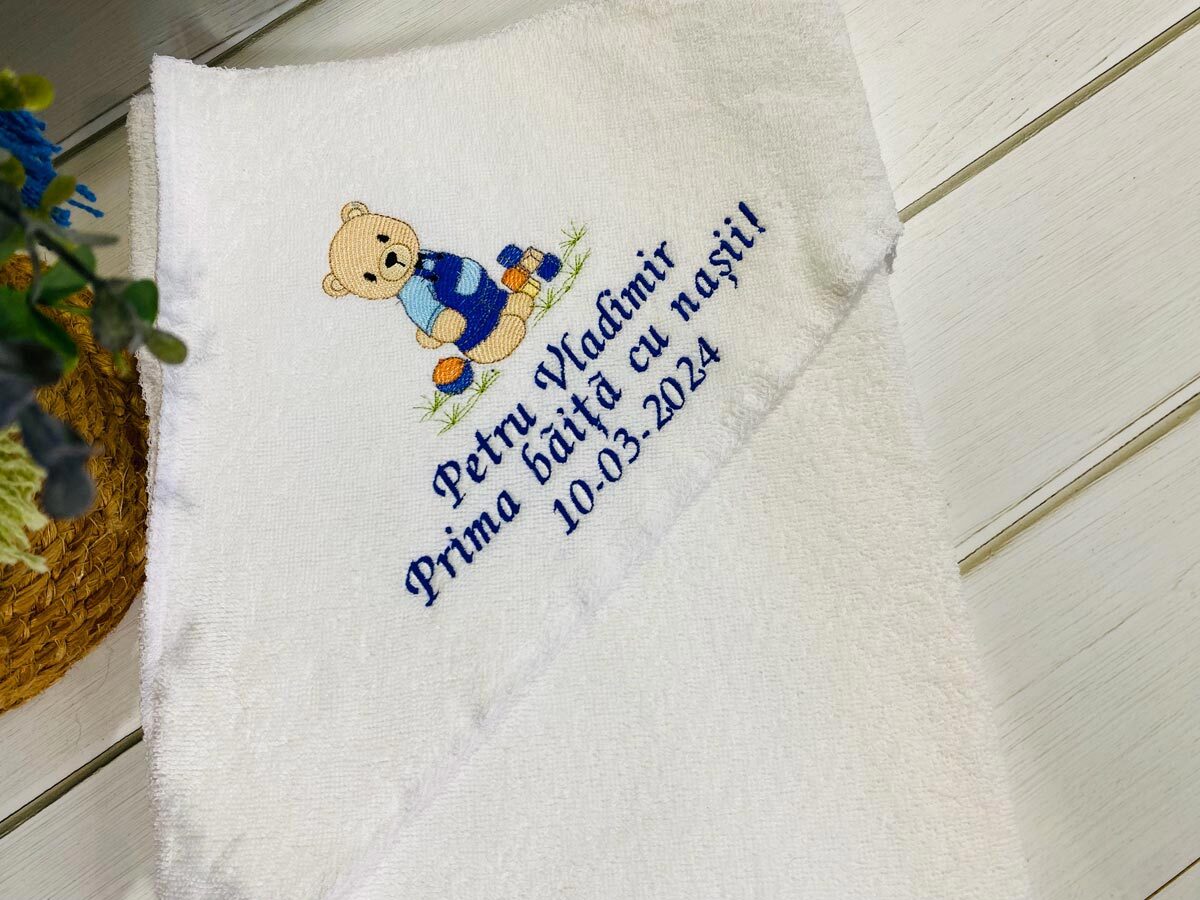 Petru Vladimir
Prima băiță cu nașii!
10-03-2024